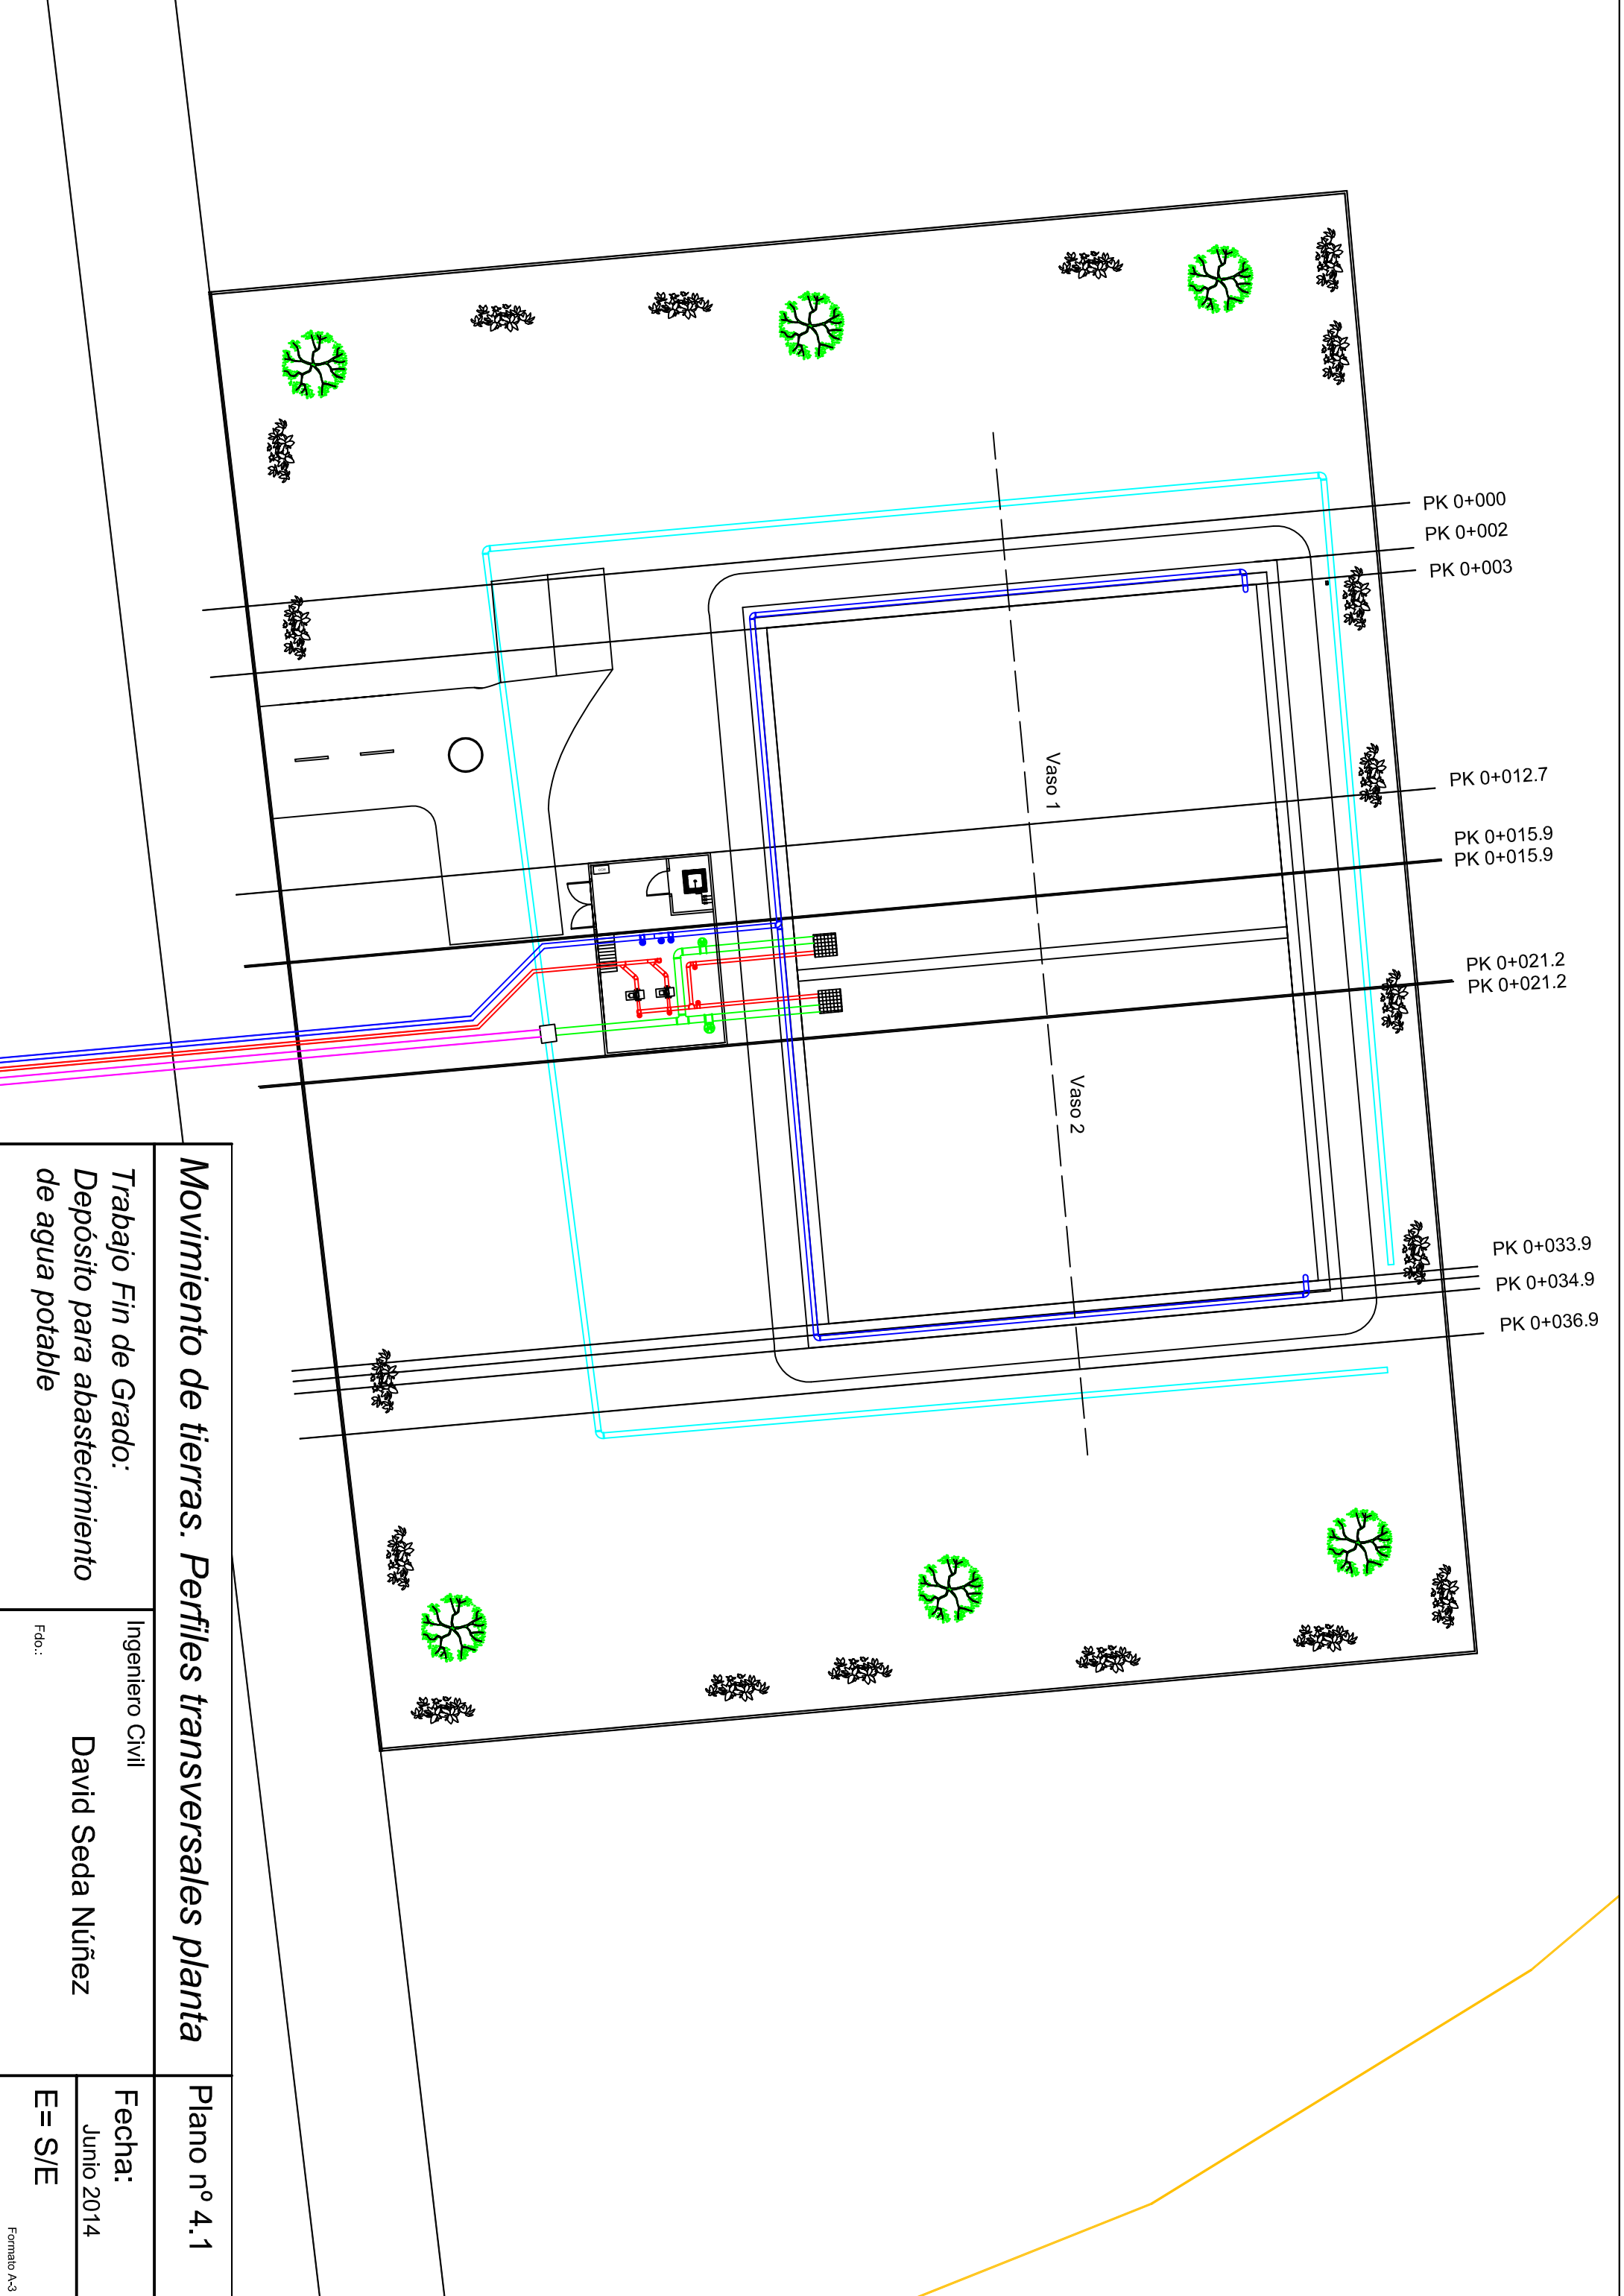 PK 0+000
PK 0+002
PK 0+003
PK 0+012.7
PK 0+015.9
PK 0+015.9
PK 0+021.2
PK 0+021.2
PK 0+033.9
PK 0+034.9
PK 0+036.9
Vaso 1
Vaso 2
Movimiento de tierras. Perfiles transversales planta
Plano nº 4.1
Trabajo Fin de Grado:
Depósito para abastecimiento
de agua potable
Ingeniero Civil
David Seda Núñez
Fdo.:
Fecha:
Junio 2014
E= S/E
Formato A-3